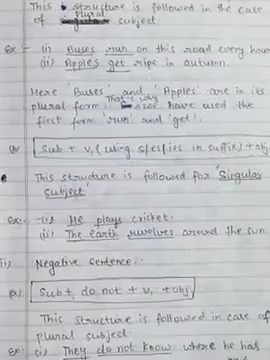 This structure is followed in the case
of plural subject.
Ex:- (i) Buses run on this road every hour
(ii) Apples get ripe in autumn.
Here 'Buses' and 'Apples' are in its
plural form. That's why we have used the
first form 'run' and 'get'.
(b) Sub + V₁ (using s/es/ies in suffix) + obj
This structure is followed for 'Singular
subject'
Ex:- (i) He plays cricket.
(ii) The earth revolves around the sun.
ii) Negative sentence:-
(a) Sub + do not + V₁ + obj
This structure is followed in case of
plural subject.
Ex: (i) They do not know where he has